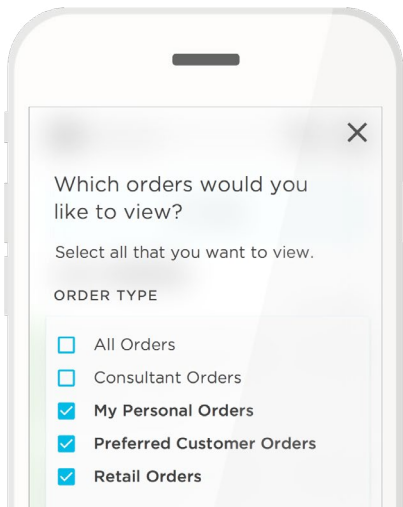 Which orders would you
like to view?
Select all that you want to view.
ORDER TYPE
All Orders
Consultant Orders
My Personal Orders
Preferred Customer Orders
Retail Orders